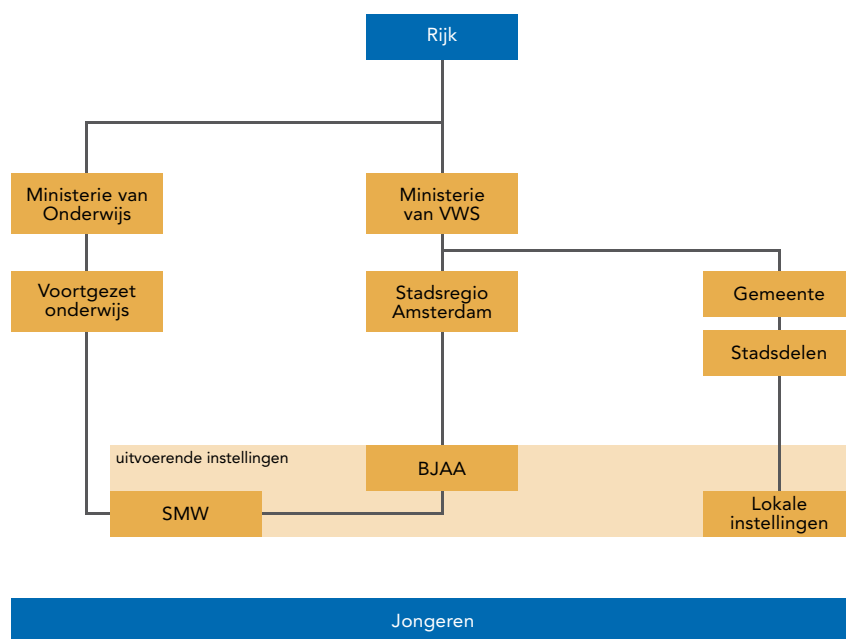 Rijk
Ministerie van
Onderwijs
Ministerie
van VWS
Voortgezet
onderwijs
Stadsregio
Amsterdam
Gemeente
Stadsdelen
uitvoerende instellingen
BJAA
SMW
Lokale
instellingen
Jongeren